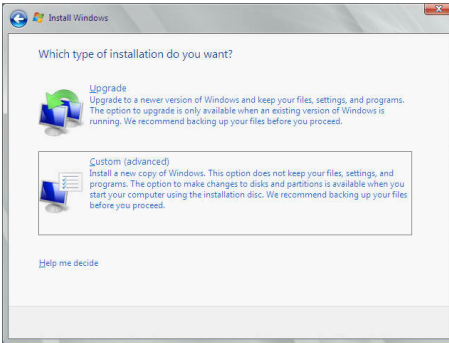 Install Windows
Which type of installation do you want?
Upgrade
Upgrade to a newer version of Windows and keep your files, settings, and programs.
The option to upgrade is only available when an existing version of Windows is
running. We recommend backing up your files before you proceed.
Custom (advanced)
Install a new copy of Windows. This option does not keep your files, settings, and
programs. The option to make changes to disks and partitions is available when you
start your computer using the installation disc. We recommend backing up your files
before you proceed.
Help me decide